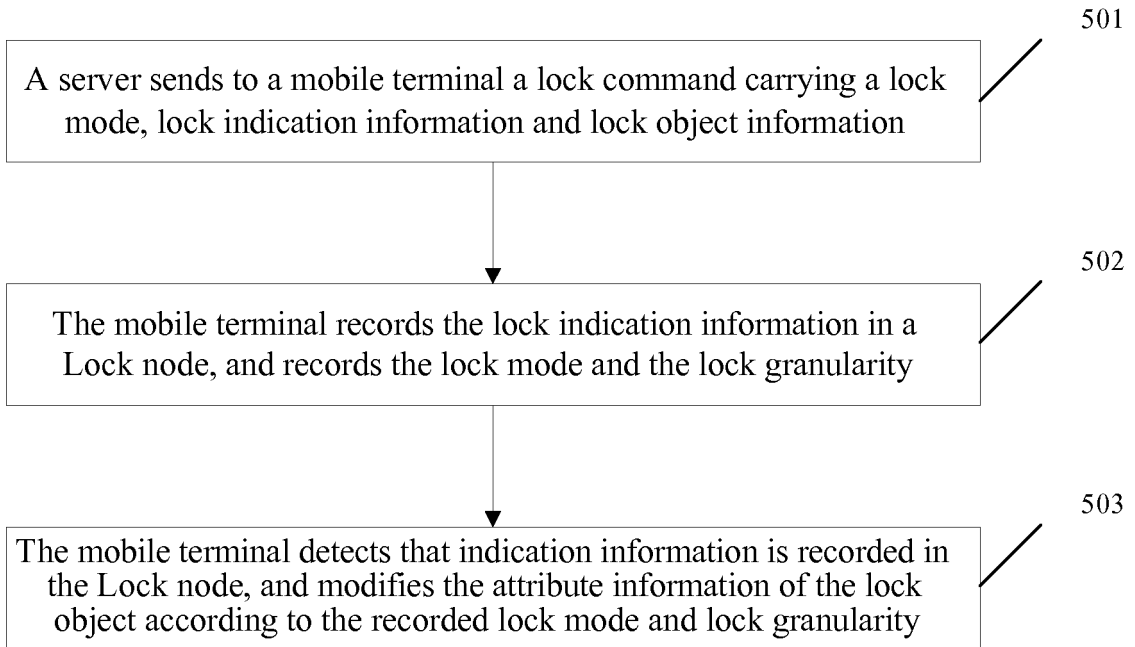 501
A server sends to a mobile terminal a lock command carrying a lock
mode, lock indication information and lock object information
502
The mobile terminal records the lock indication information in a
Lock node, and records the lock mode and the lock granularity
503
The mobile terminal detects that indication information is recorded in
the Lock node, and modifies the attribute information of the lock
object according to the recorded lock mode and lock granularity